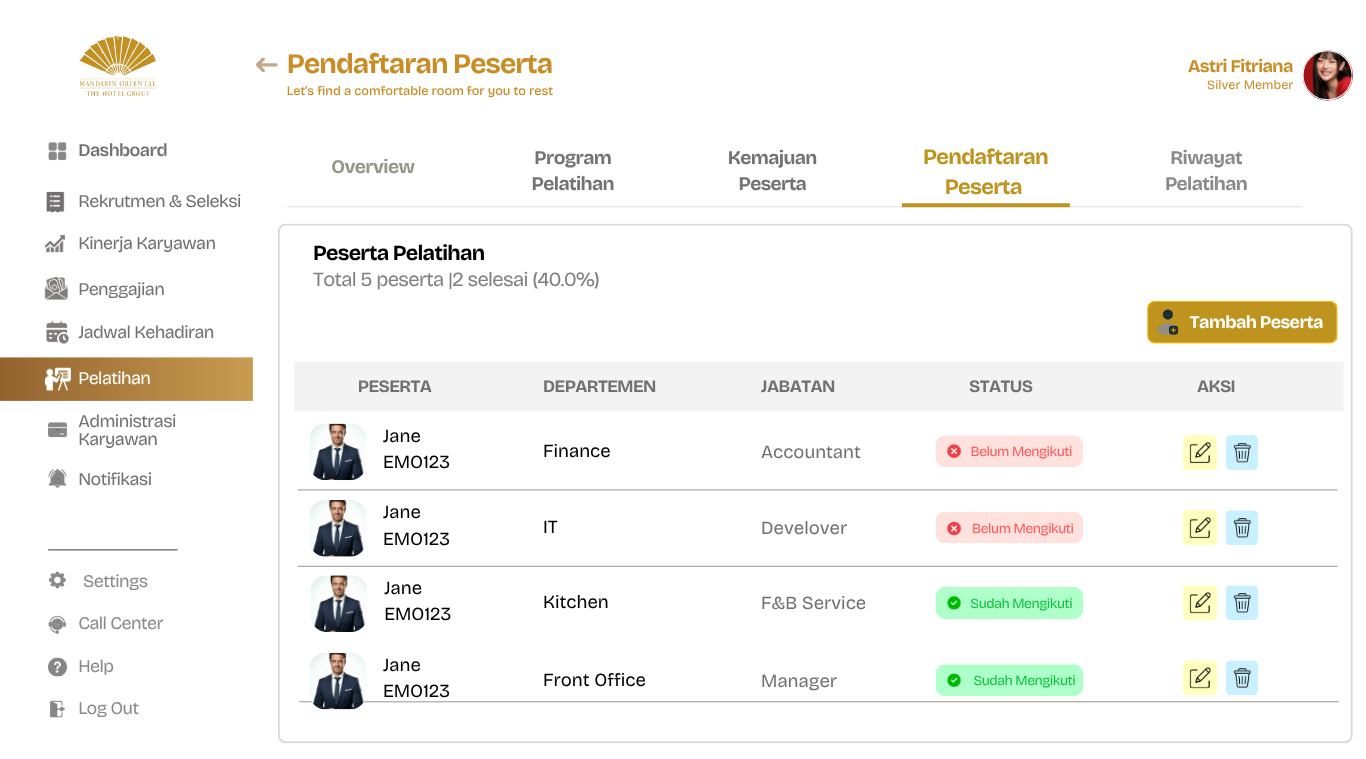 MANDARIN ORIENTAL
THE HOTEL GROUP
Pendaftaran Peserta
Let's find a comfortable room for you to rest
Astri Fitriana
Silver Member
Dashboard
Rekrutmen & Seleksi
Kinerja Karyawan
Penggajian
Jadwal Kehadiran
Pelatihan
Administrasi
Karyawan
Notifikasi
Settings
Call Center
Help
Log Out
Overview
Program
Pelatihan
Kemajuan
Peserta
Pendaftaran
Peserta
Riwayat
Pelatihan
Peserta Pelatihan
Total 5 peserta |2 selesai (40.0%)
Tambah Peserta
PESERTA DEPARTEMEN JABATAN STATUS AKSI
Jane
EMO123
Finance Accountant Belum Mengikuti
Jane
EMO123
IT Develover Belum Mengikuti
Jane
EMO123
Kitchen F&B Service Sudah Mengikuti
Jane
EMO123
Front Office Manager Sudah Mengikuti